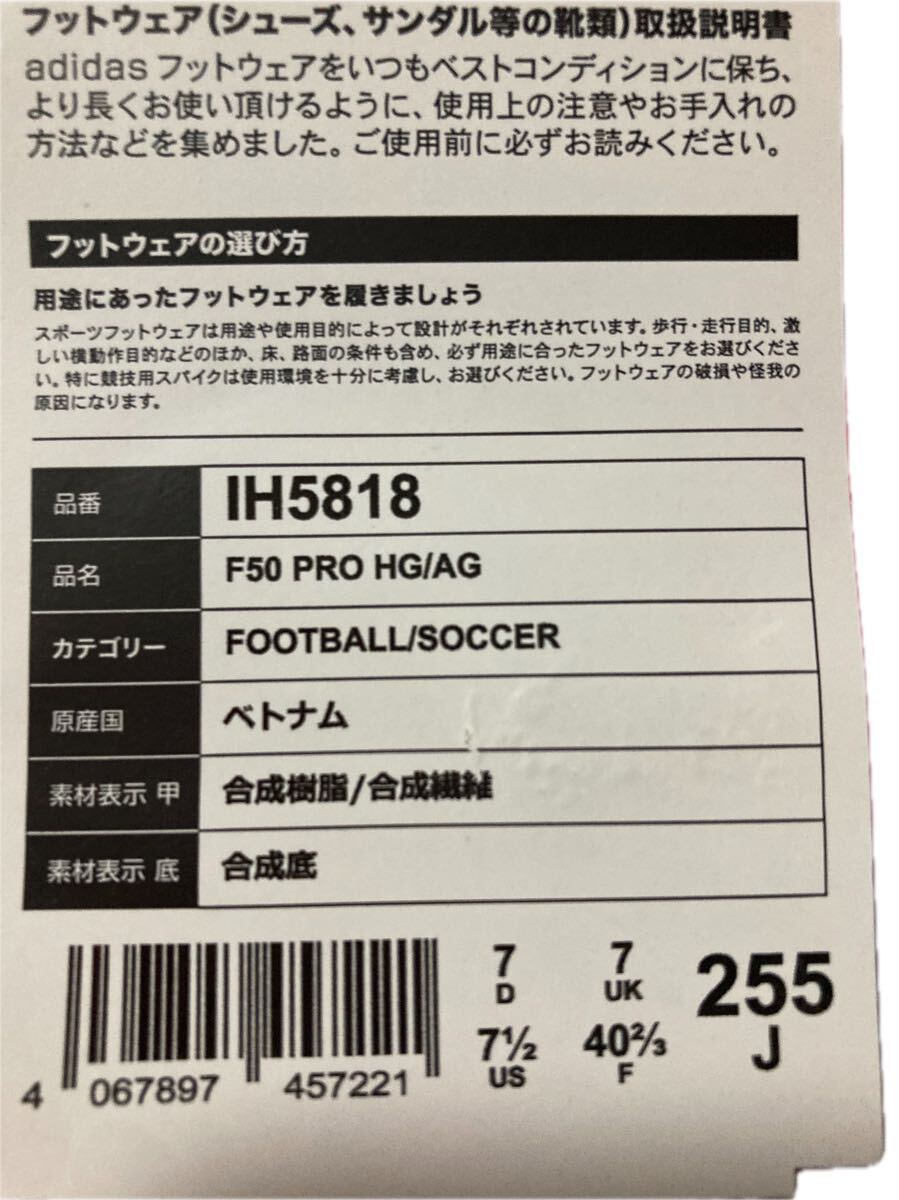 フットウェア(シューズ、サンダル等の靴類)取扱説明書
adidas フットウェアをいつもベストコンディションに保ち、
より長くお使い頂けるように、使用上の注意やお手入れの
方法などを集めました。ご使用前に必ずお読みください。
フットウェアの選び方
用途にあったフットウェアを履きましょう
スポーツフットウェアは用途や使用目的によって設計がそれぞれされています。歩行・走行目的、激
しい横動作目的などのほか、床、路面の条件も含め、必ず用途に合ったフットウェアをお選びくださ
い。特に競技用スパイクは使用環境を十分に考慮し、お選びください。フットウェアの破損や怪我の
原因になります。
品番 IH5818
品名 F50 PRO HG/AG
カテゴリー FOOTBALL/SOCCER
原産国 ベトナム
素材表示 甲 合成樹脂/合成繊維
素材表示 底 合成底
7 7 255
D UK J
7½ 40⅔
US F
4 067897 457221